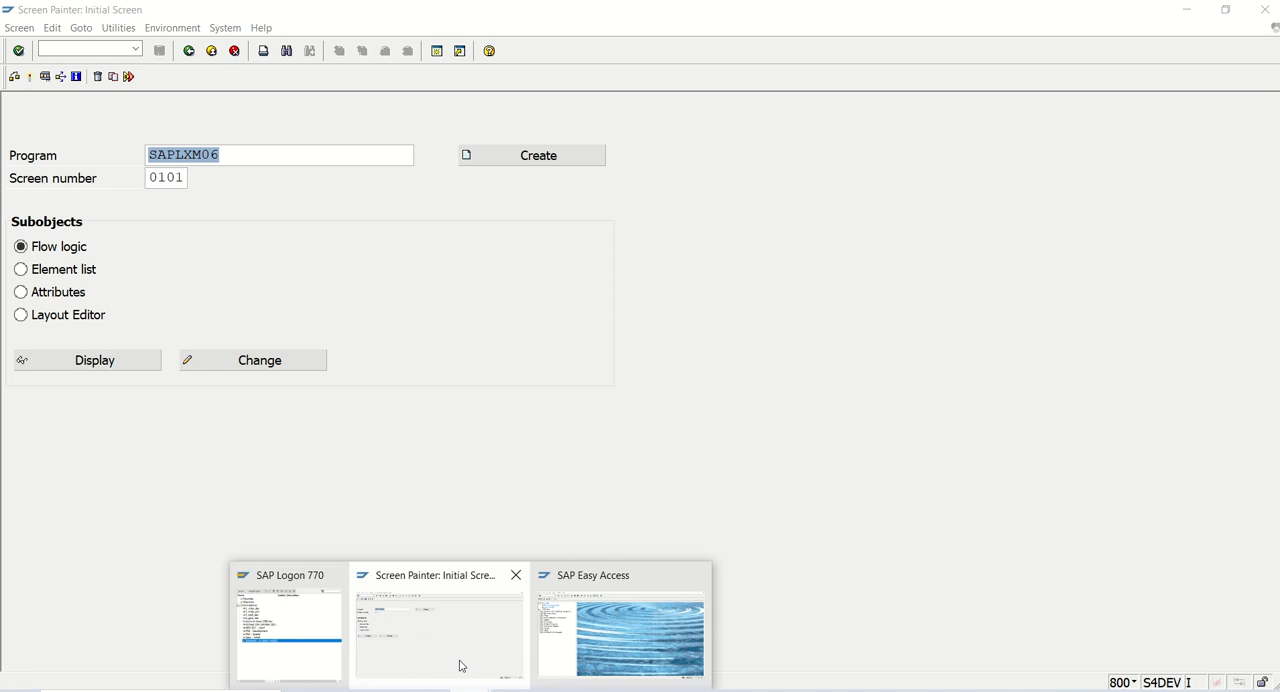 Screen Painter: Initial Screen
Screen Edit Goto Utilities Environment System Help
Program SAPLXM06 Create
Screen number 0101
Subobjects
Flow logic
Element list
Attributes
Layout Editor
Display Change
SAP Logon 770 Screen Painter: Initial Scre... SAP Easy Access
800 S4DEV